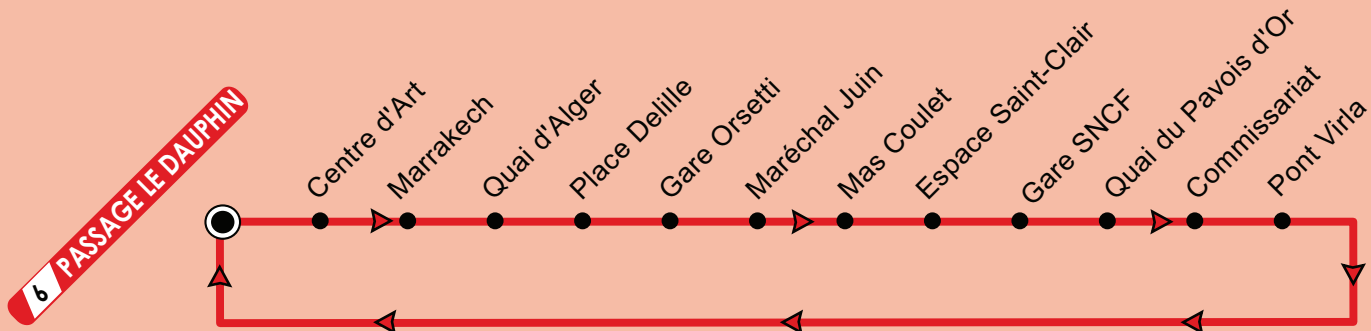 6 PASSAGE LE DAUPHIN
Centre d'Art
Marrakech
Quai d'Alger
Place Delille
Gare Orsetti
Maréchal Juin
Mas Coulet
Espace Saint-Clair
Gare SNCF
Quai du Pavois d'Or
Commissariat
Pont Virla